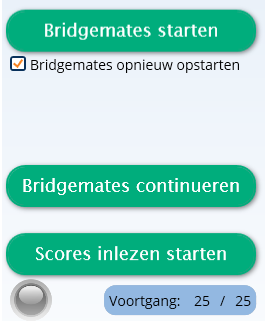 Bridgemates starten
Bridgemates opnieuw opstarten
Bridgemates continueren
Scores inlezen starten
Voortgang: 25 / 25